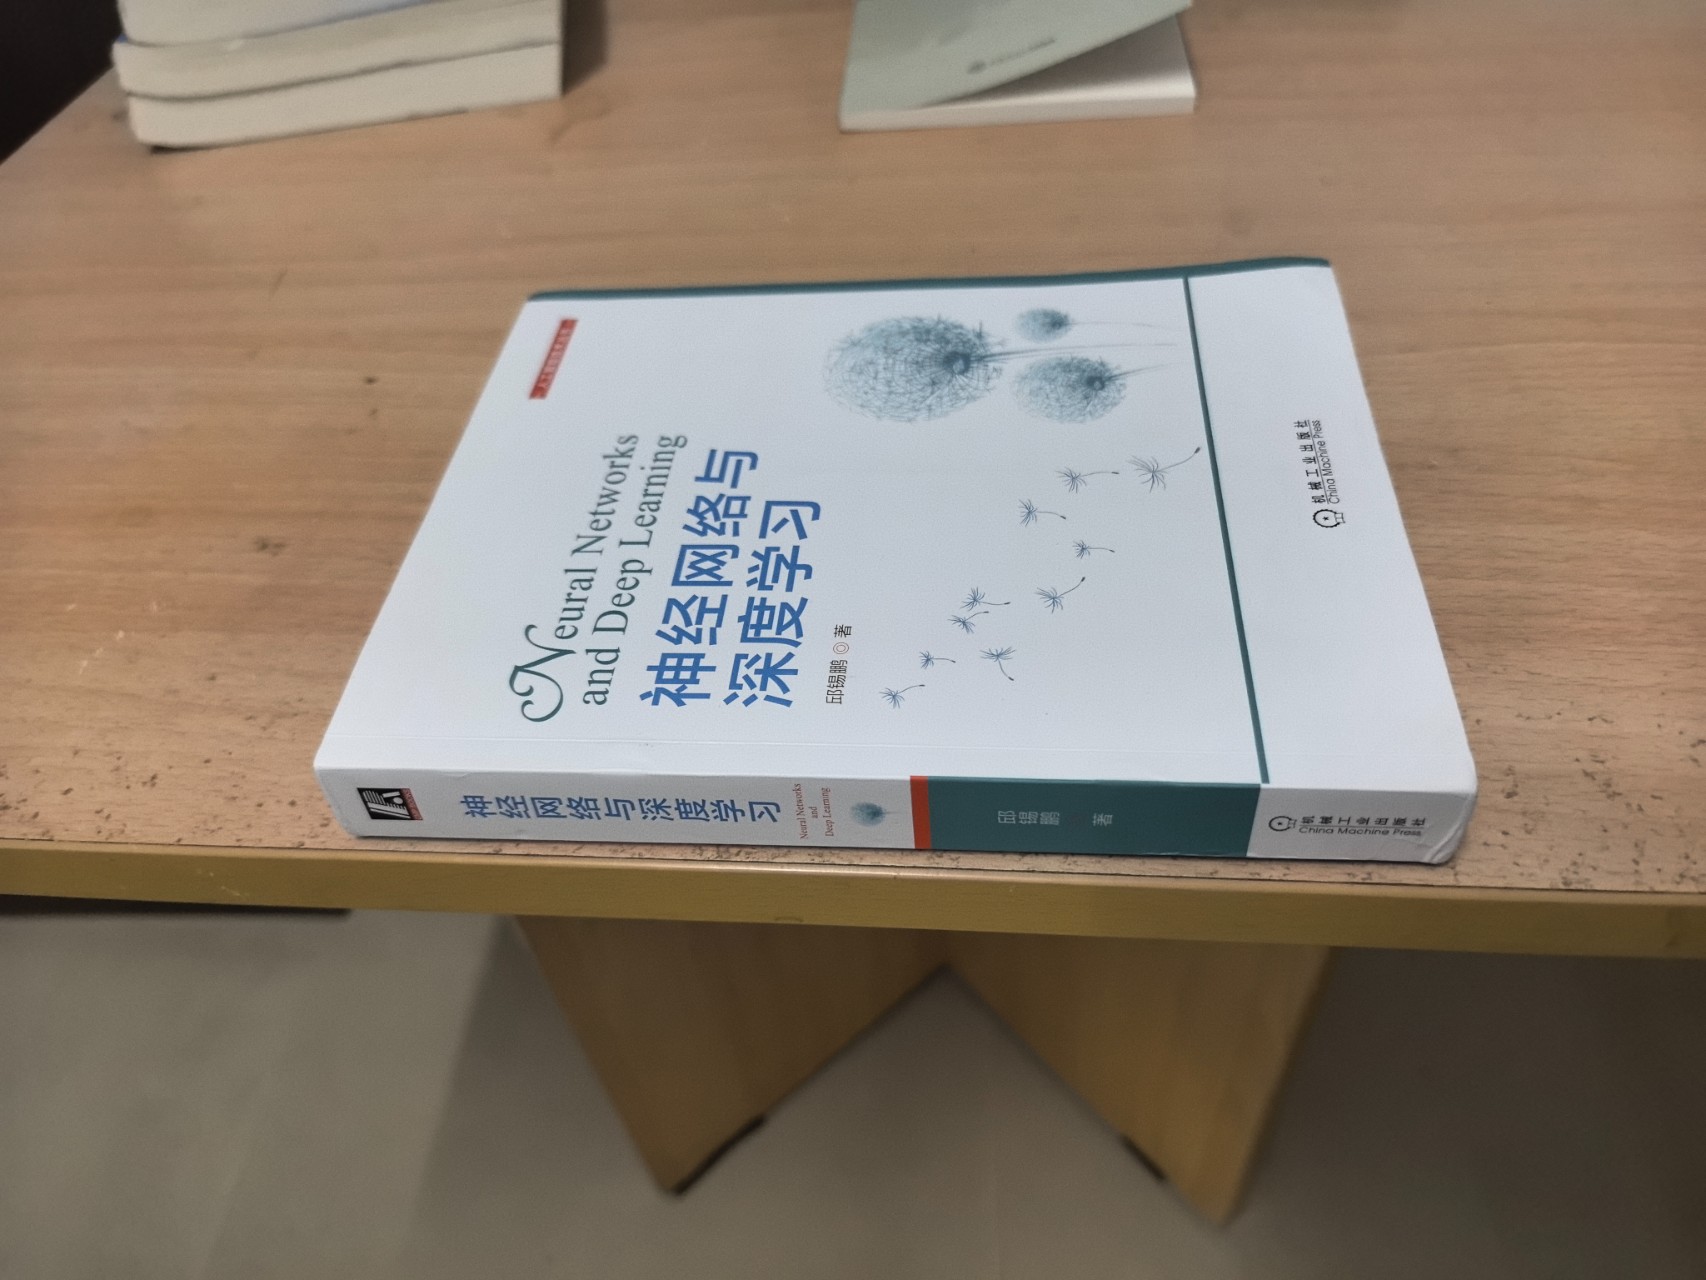 Neural Networks
and Deep Learning
神经网络与
深度学习
邱锡鹏◎著
机械工业出版社
China Machine Press
神经网络与深度学习
Neural Networks
and
Deep Learning
邱锡鹏 著
机械工业出版社
China Machine Press